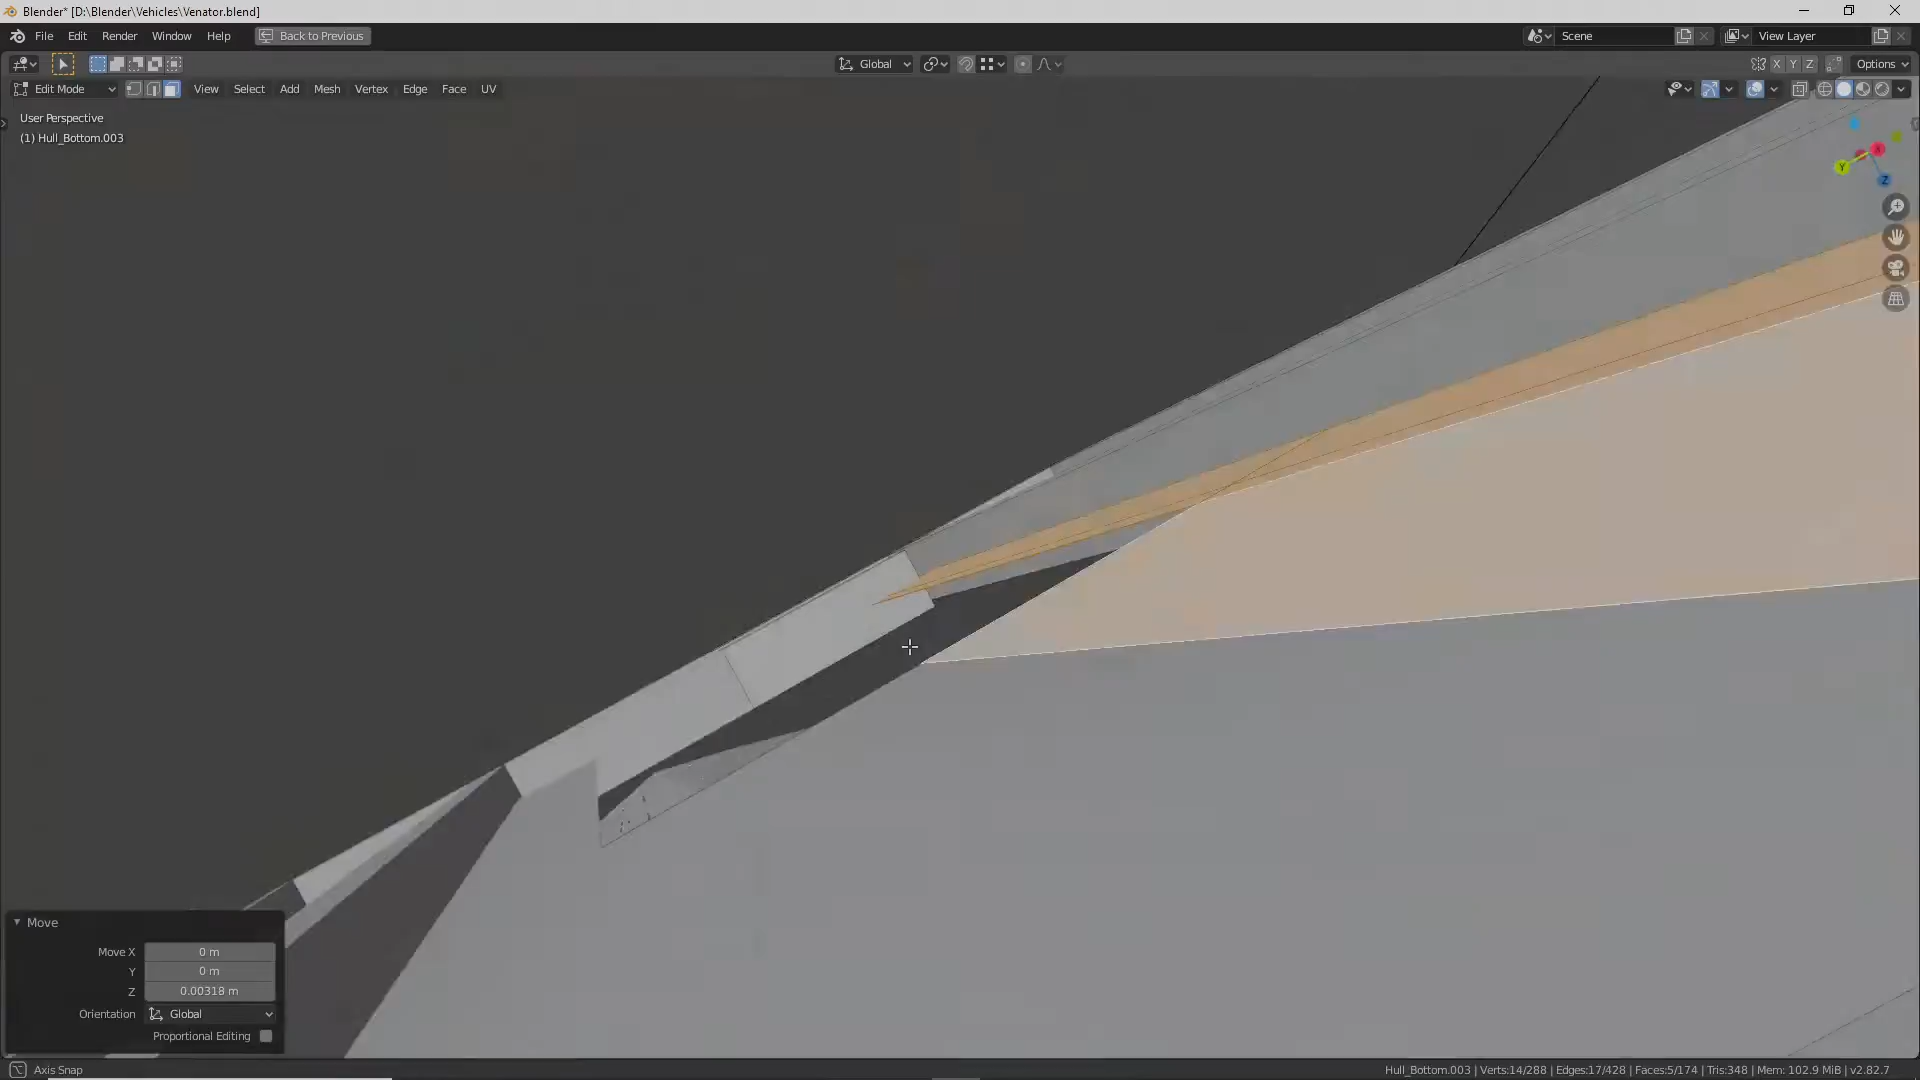 Blender* [D:\Blender\Vehicles\Venator.blend]
File Edit Render Window Help Back to Previous
Scene View Layer
Global X Y Z Options
Edit Mode View Select Add Mesh Vertex Edge Face UV
User Perspective
(1) Hull_Bottom.003
X
Y
Z
Move
Move X 0 m
Y 0 m
Z 0.00318 m
Orientation Global
Proportional Editing
Axis Snap
Hull_Bottom.003 | Verts:14/288 | Edges:17/428 | Faces:5/174 | Tris:348 | Mem: 102.9 MiB | v2.82.7